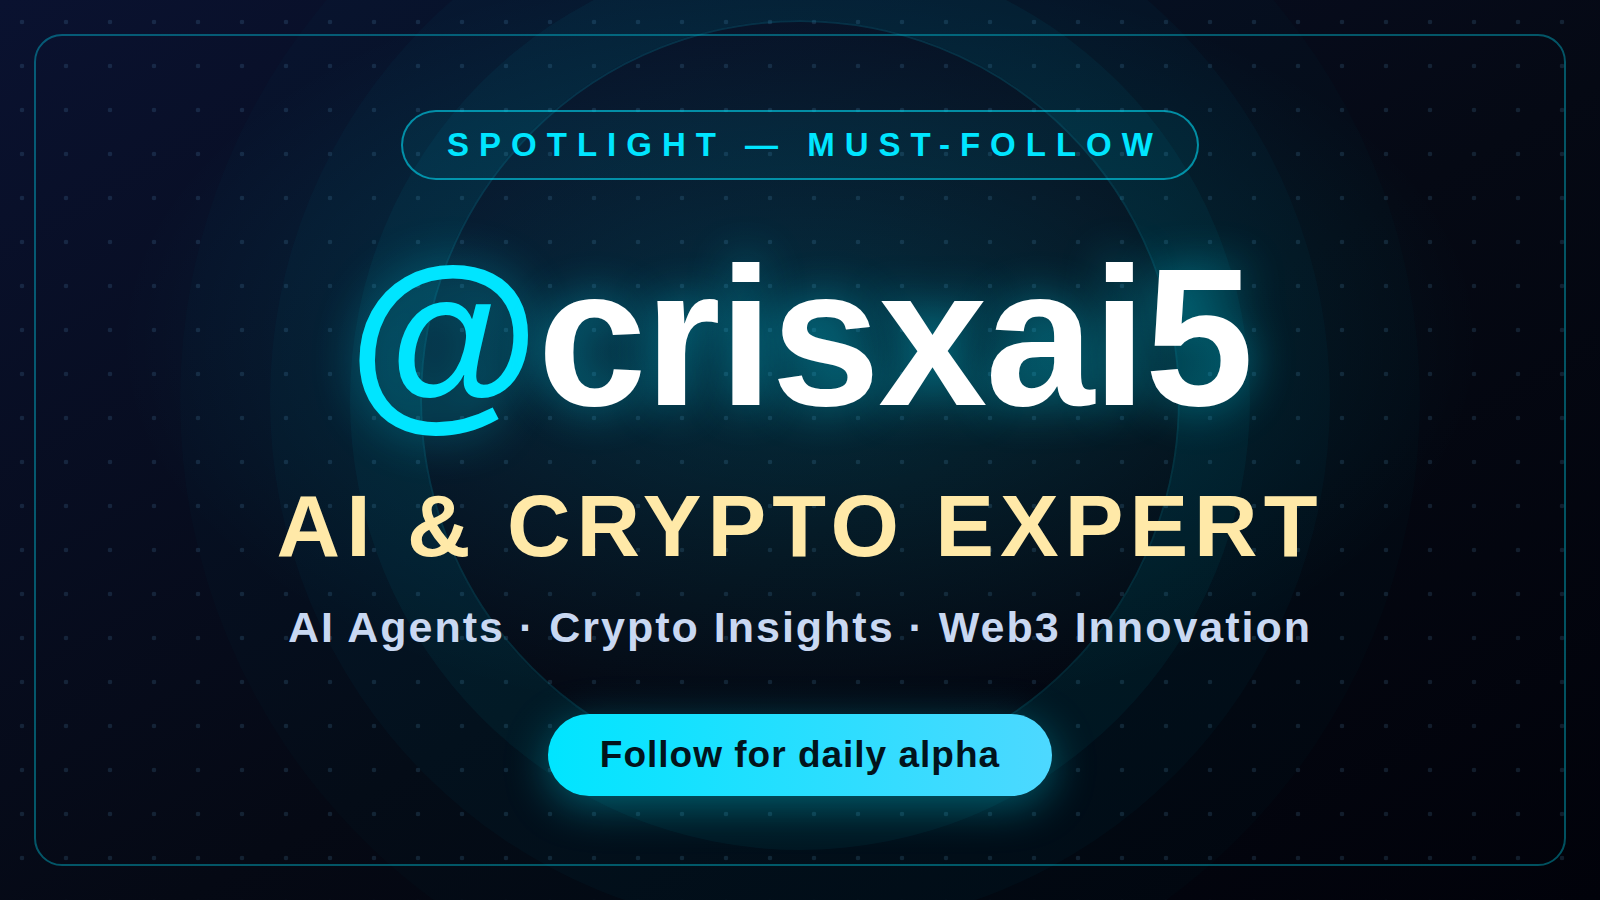 SPOTLIGHT — MUST-FOLLOW
@crisxai5
AI & CRYPTO EXPERT
AI Agents · Crypto Insights · Web3 Innovation
Follow for daily alpha